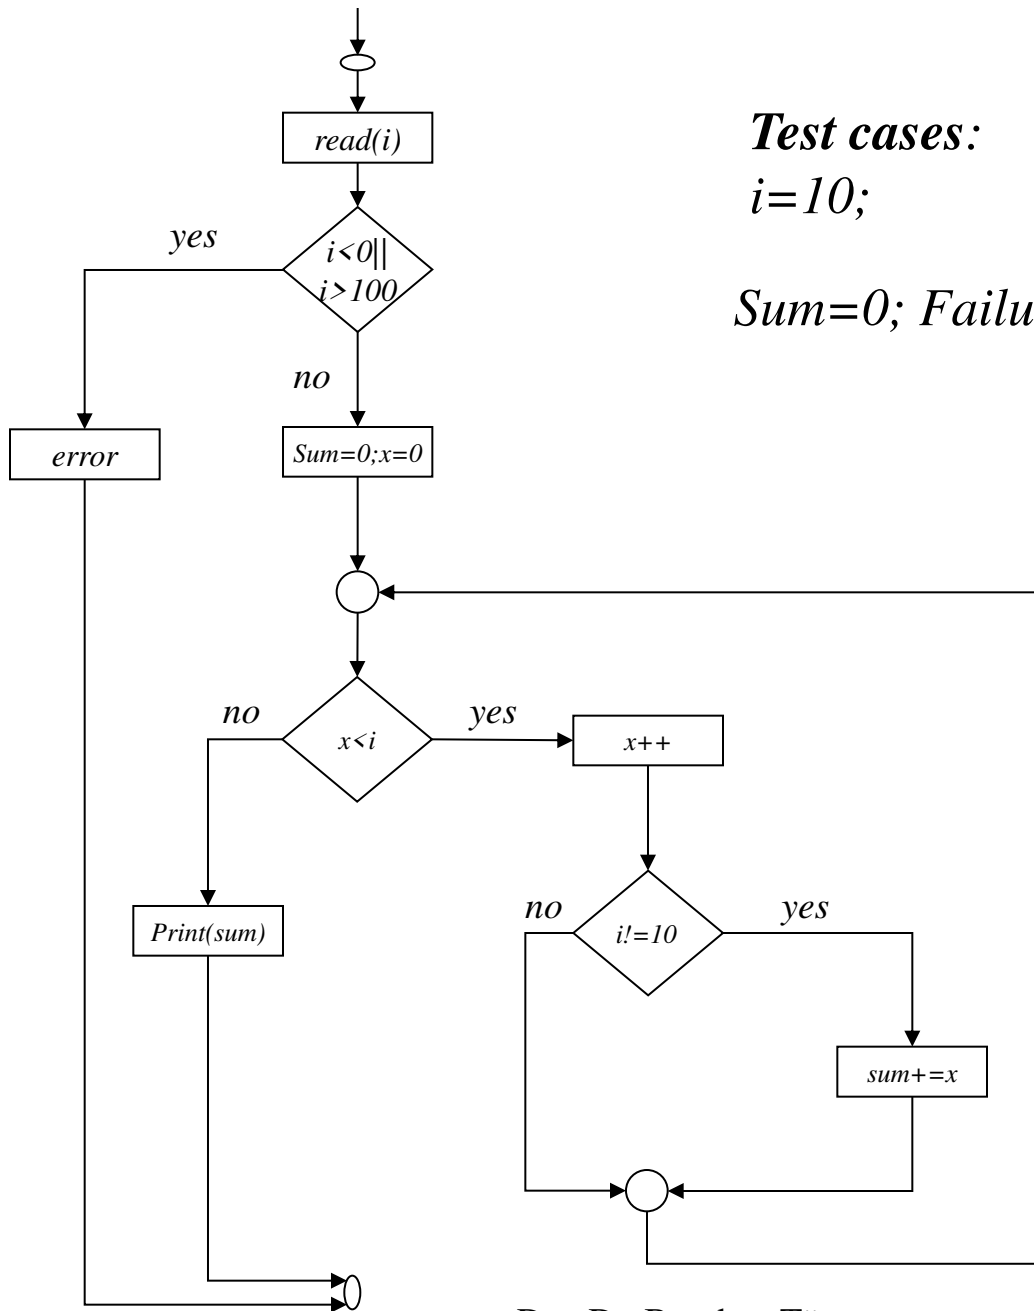 read(i)
Test cases:
i=10;
yes
i<0||
i>100
Sum=0; Failu
no
error
Sum=0;x=0
no
yes
x<i
x++
no
yes
i!=10
Print(sum)
sum+=x